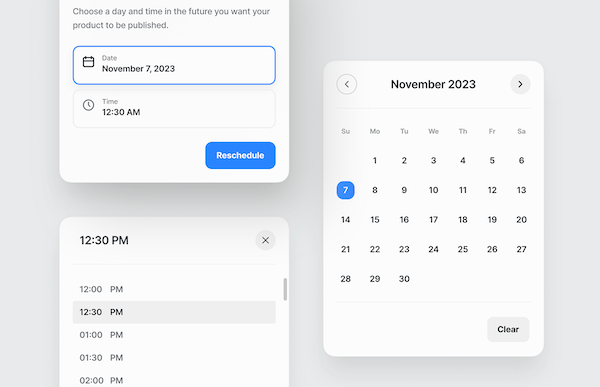 Choose a day and time in the future you want your
product to be published.
Date
November 7, 2023
Time
12:30 AM
Reschedule
12:30 PM
12:00 PM
12:30 PM
01:00 PM
01:30 PM
02:00 PM
November 2023
Su Mo Tu We Th Fr Sa
1 2 3 4 5 6
7 8 9 10 11 12 13
14 15 16 17 18 19 20
21 22 23 24 25 26 27
28 29 30
Clear